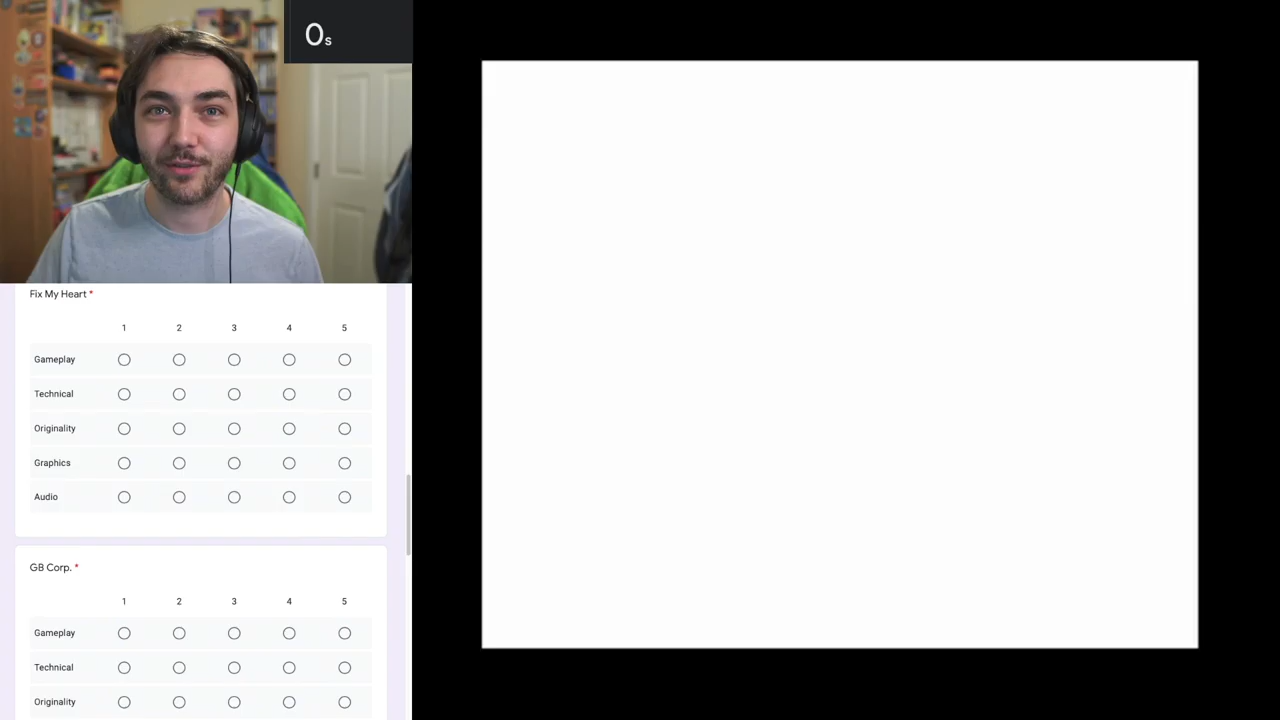 0s
Fix My Heart *
1 2 3 4 5
Gameplay
Technical
Originality
Graphics
Audio
GB Corp. *
1 2 3 4 5
Gameplay
Technical
Originality